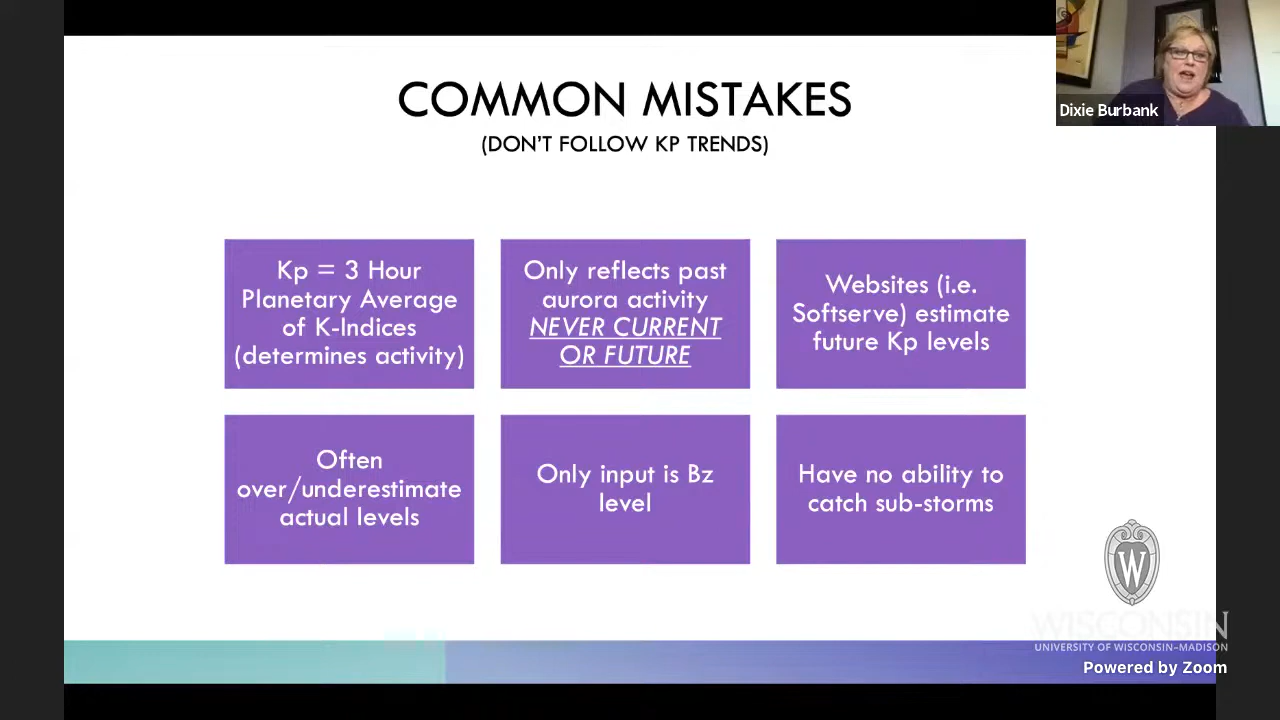 COMMON MISTAKES
(DON'T FOLLOW KP TRENDS)
Dixie Burbank
Kp = 3 Hour
Planetary Average
of K-Indices
(determines activity)
Only reflects past
aurora activity
NEVER CURRENT
OR FUTURE
Websites (i.e.
Softserve) estimate
future Kp levels
Often
over/underestimate
actual levels
Only input is Bz
level
Have no ability to
catch sub-storms
W
WISCONSIN
UNIVERSITY OF WISCONSIN–MADISON
Powered by Zoom